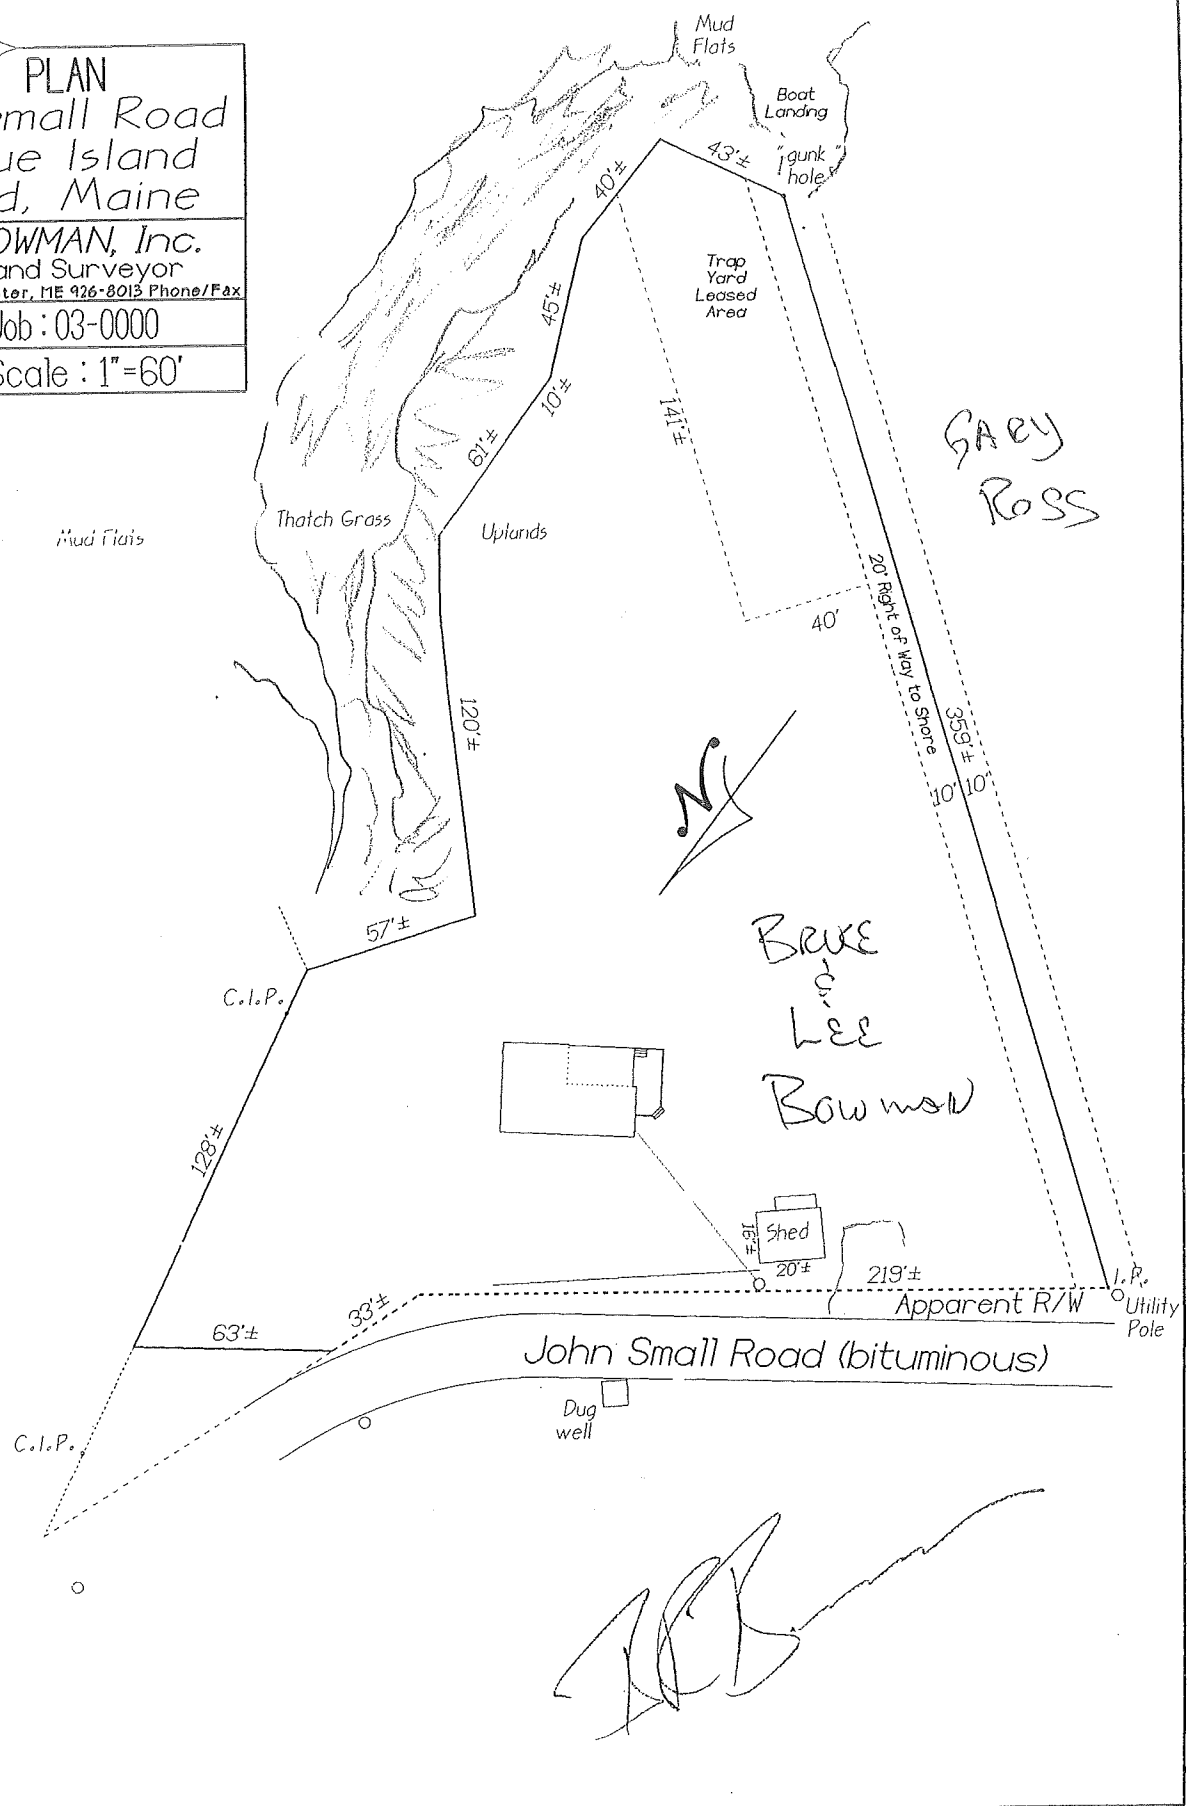 PLAN
mall Road
ue Island
d, Maine
OWMAN, Inc.
and Surveyor
ter, ME 926-8013 Phone/Fax
Job : 03-0000
Scale : 1"=60'
Mud
Flats
Boat
Landing
"gunk"
hole
43'±
40'±
Trap
Yard
Leased
Area
45'±
10'±
141'±
61'±
GARY
ROSS
Thatch Grass
Uplands
Mud Flats
20' Right of Way to Shore
40'
120'±
359'±
10' 10'
N
57'±
BRUCE
&
LEE
BOWMAN
C.I.P.
128'±
Shed
16'±
20'±
219'±
I.P.
Apparent R/W
Utility
Pole
33'±
63'±
John Small Road (bituminous)
Dug
well
C.I.P.